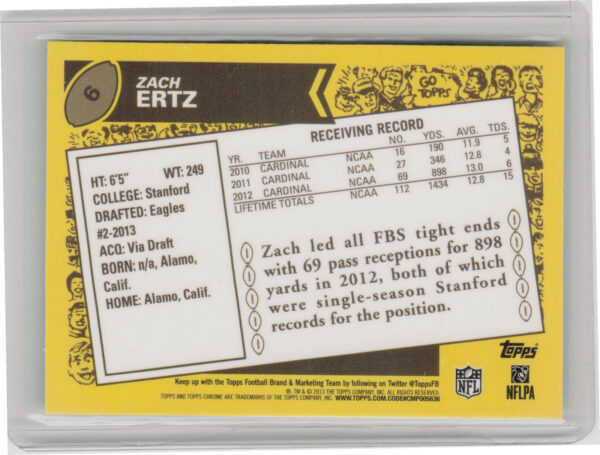 6
ZACH
ERTZ
GO
TOPPS
RECEIVING RECORD
YR. TEAM NO. YDS. AVG. TDS.
2010 CARDINAL NCAA 16 190 11.9 5
2011 CARDINAL NCAA 27 346 12.8 4
2012 CARDINAL NCAA 69 898 13.0 6
LIFETIME TOTALS 112 1434 12.8 15
HT: 6'5" WT: 249
COLLEGE: Stanford
DRAFTED: Eagles
#2-2013
ACQ: Via Draft
BORN: n/a, Alamo,
Calif.
HOME: Alamo, Calif.
Zach led all FBS tight ends
with 69 pass receptions for 898
yards in 2012, both of which
were single-season Stanford
records for the position.
Topps
NFL
NFLPA
Keep up with the Topps Football Brand & Marketing Team by following on Twitter @ToppsFB
®, TM & © 2013 THE TOPPS COMPANY, INC. ALL RIGHTS RESERVED.
TOPPS AND TOPPS CHROME ARE TRADEMARKS OF THE TOPPS COMPANY, INC. WWW.TOPPS.COM.CODE#CMP005636